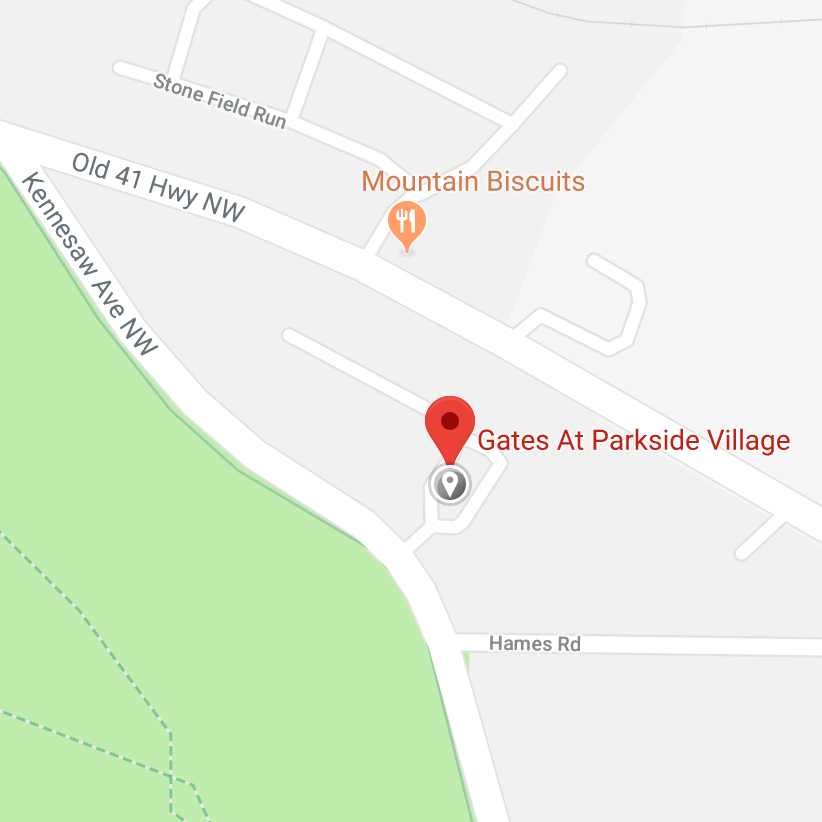 Stone Field Run
Old 41 Hwy NW
Mountain Biscuits
Kennesaw Ave NW
Gates At Parkside Village
Hames Rd